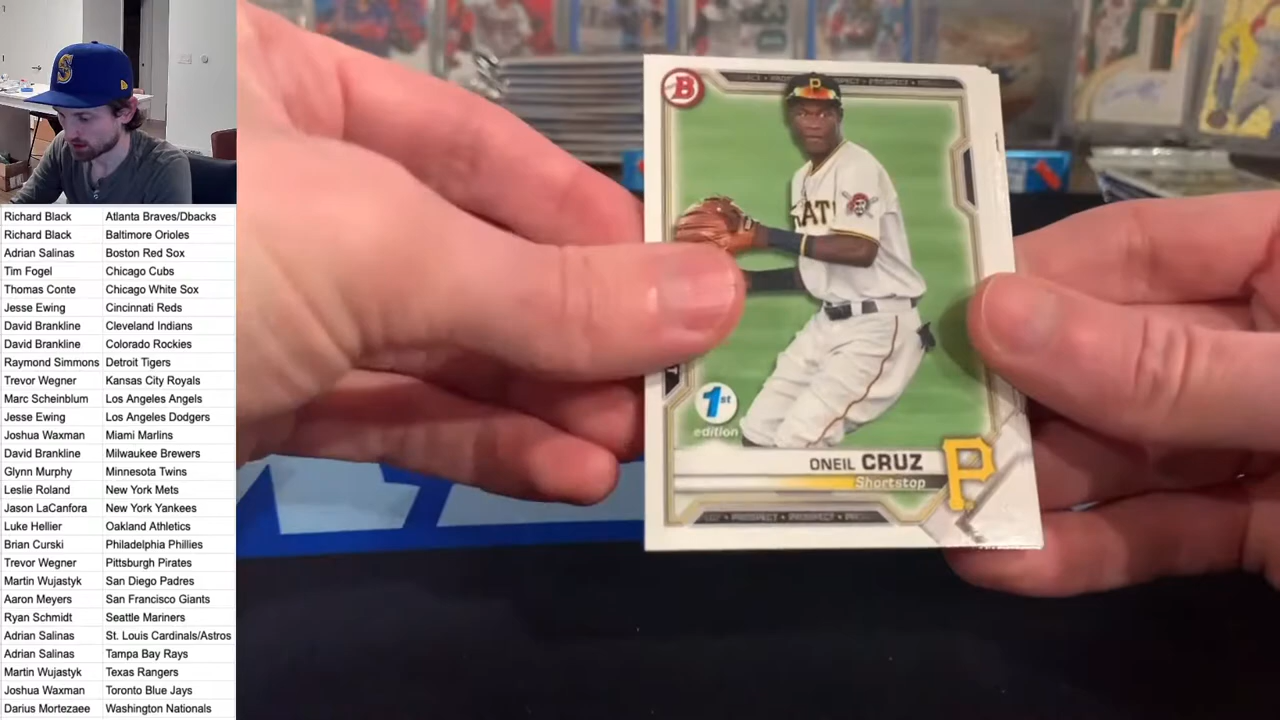 Richard Black Atlanta Braves/Dbacks
Richard Black Baltimore Orioles
Adrian Salinas Boston Red Sox
Tim Fogel Chicago Cubs
Thomas Conte Chicago White Sox
Jesse Ewing Cincinnati Reds
David Brankline Cleveland Indians
David Brankline Colorado Rockies
Raymond Simmons Detroit Tigers
Trevor Wegner Kansas City Royals
Marc Scheinblum Los Angeles Angels
Jesse Ewing Los Angeles Dodgers
Joshua Waxman Miami Marlins
David Brankline Milwaukee Brewers
Glynn Murphy Minnesota Twins
Leslie Roland New York Mets
Jason LaCanfora New York Yankees
Luke Hellier Oakland Athletics
Brian Curski Philadelphia Phillies
Trevor Wegner Pittsburgh Pirates
Martin Wujastyk San Diego Padres
Aaron Meyers San Francisco Giants
Ryan Schmidt Seattle Mariners
Adrian Salinas St. Louis Cardinals/Astros
Adrian Salinas Tampa Bay Rays
Martin Wujastyk Texas Rangers
Joshua Waxman Toronto Blue Jays
Darius Mortezaee Washington Nationals
S
B
P
RAT
1st
edition
ONEIL CRUZ
Shortstop
P
PROSPECT • PROSPECT